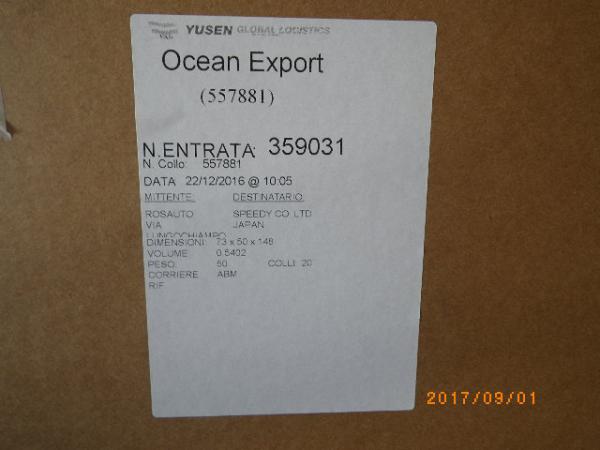 YUSEN GLOBAL LOGISTICS
Ocean Export
(557881)
N.ENTRATA: 359031
N. Collo: 557881
DATA 22/12/2016 @ 10:05
MITTENTE: DESTINATARIO:
ROSAUTO SPEEDY CO LTD
VIA JAPAN
LUNGOCHIAMPO
DIMENSIONI: 73 x 50 x 148
VOLUME: 0.5402
PESO: 50 COLLI: 20
CORRIERE ABM
RIF
2017/09/01